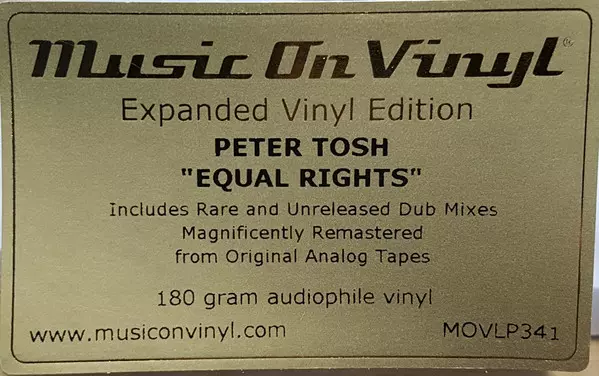 Music On Vinyl®
Expanded Vinyl Edition
PETER TOSH
"EQUAL RIGHTS"
Includes Rare and Unreleased Dub Mixes
Magnificently Remastered
from Original Analog Tapes
180 gram audiophile vinyl
www.musiconvinyl.com MOVLP341